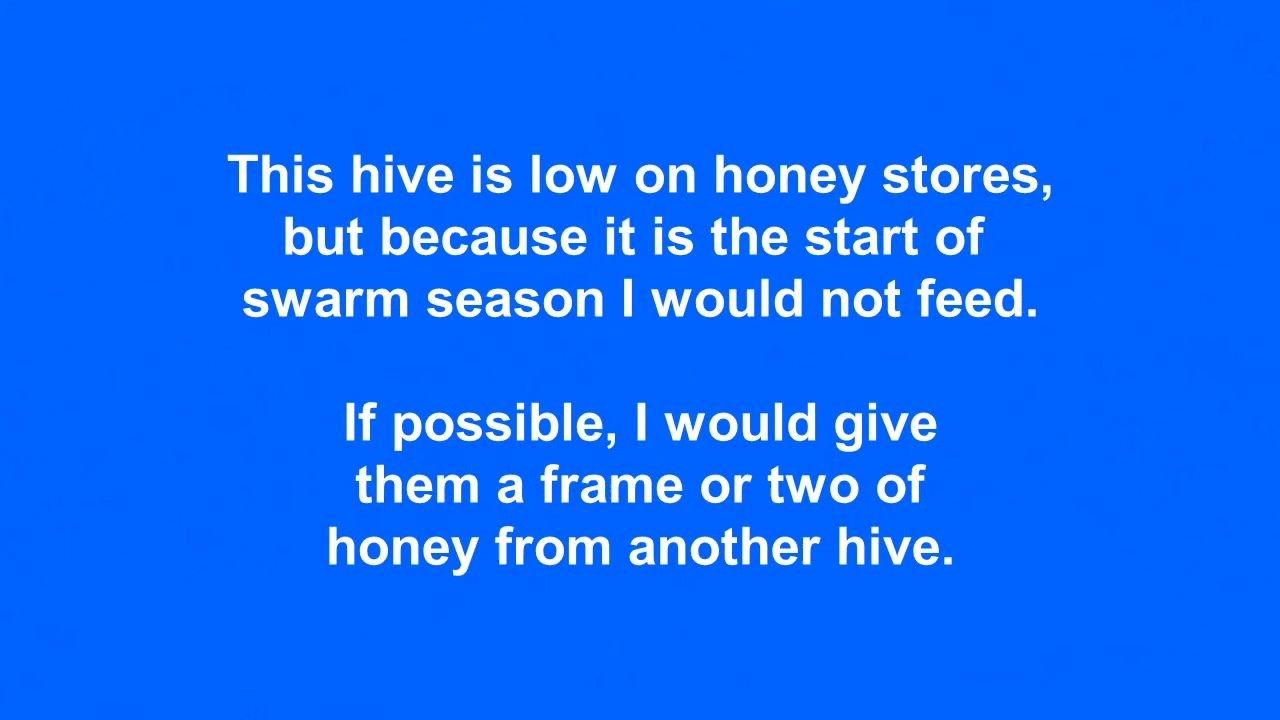 This hive is low on honey stores,
but because it is the start of
swarm season I would not feed.
If possible, I would give
them a frame or two of
honey from another hive.